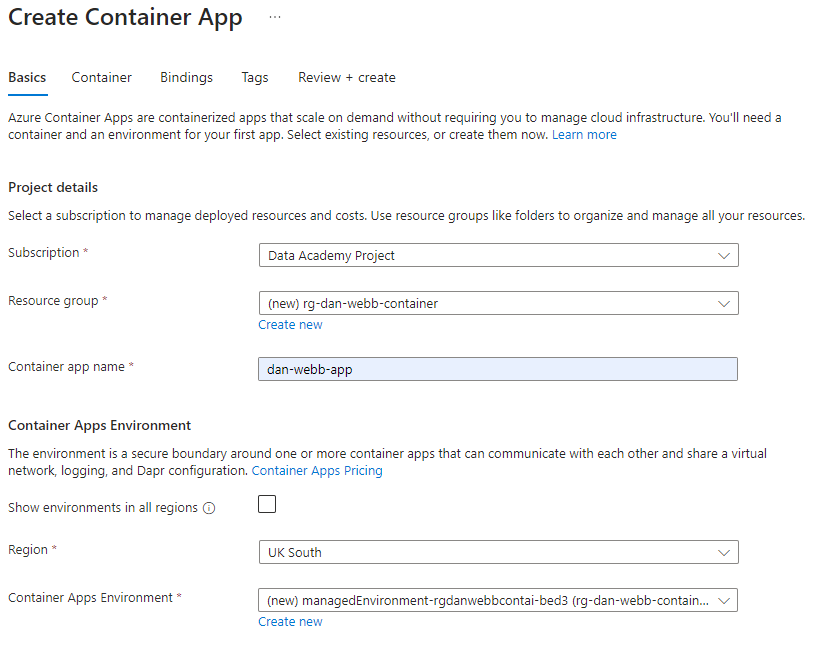 Create Container App ...
Basics Container Bindings Tags Review + create
Azure Container Apps are containerized apps that scale on demand without requiring you to manage cloud infrastructure. You'll need a
container and an environment for your first app. Select existing resources, or create them now. Learn more
Project details
Select a subscription to manage deployed resources and costs. Use resource groups like folders to organize and manage all your resources.
Subscription * Data Academy Project
Resource group * (new) rg-dan-webb-container
Create new
Container app name * dan-webb-app
Container Apps Environment
The environment is a secure boundary around one or more container apps that can communicate with each other and share a virtual
network, logging, and Dapr configuration. Container Apps Pricing
Show environments in all regions
Region * UK South
Container Apps Environment * (new) managedEnvironment-rgdanwebbcontai-bed3 (rg-dan-webb-contain...
Create new